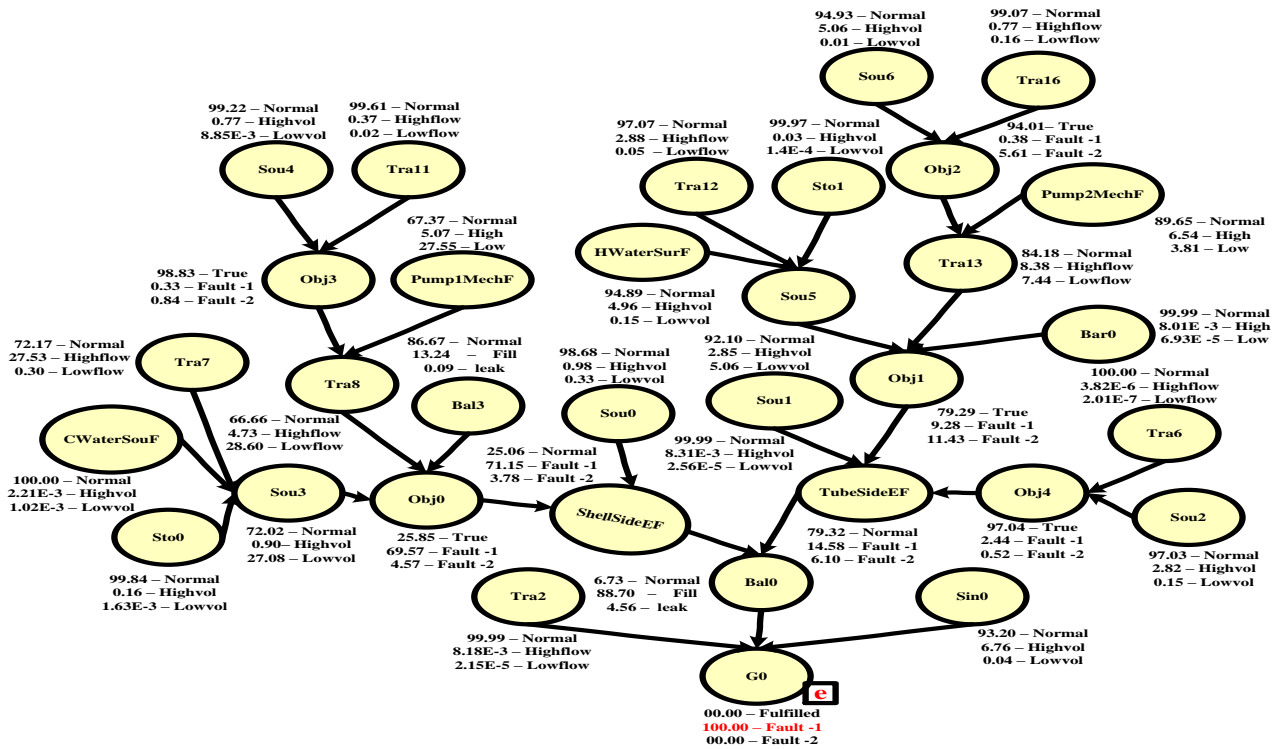 94.93 – Normal
5.06 – Highvol
0.01 – Lowvol
99.07 – Normal
0.77 – Highflow
0.16 – Lowflow
Sou6
Tra16
99.22 – Normal
0.77 – Highvol
8.85E-3 – Lowvol
99.61 – Normal
0.37 – Highflow
0.02 – Lowflow
97.07 – Normal
2.88 – Highflow
0.05 – Lowflow
99.97 – Normal
0.03 – Highvol
1.4E-4 – Lowvol
94.01– True
0.38 – Fault -1
5.61 – Fault -2
Sou4
Tra11
Tra12
Sto1
Obj2
Pump2MechF
67.37 – Normal
5.07 – High
27.55 – Low
89.65 – Normal
6.54 – High
3.81 – Low
HWaterSurF
Tra13
84.18 – Normal
8.38 – Highflow
7.44 – Lowflow
98.83 – True
0.33 – Fault -1
0.84 – Fault -2
Obj3
Pump1MechF
94.89 – Normal
4.96 – Highvol
0.15 – Lowvol
Sou5
Bar0
99.99 – Normal
8.01E -3 – High
6.93E -5 – Low
72.17 – Normal
27.53 – Highflow
0.30 – Lowflow
Tra7
86.67 – Normal
13.24 – Fill
0.09 – leak
98.68 – Normal
0.98 – Highvol
0.33 – Lowvol
92.10 – Normal
2.85 – Highvol
5.06 – Lowvol
Obj1
100.00 – Normal
3.82E-6 – Highflow
2.01E-7 – Lowflow
Tra8
Bal3
Sou0
Sou1
79.29 – True
9.28 – Fault -1
11.43 – Fault -2
Tra6
CWaterSouF
66.66 – Normal
4.73 – Highflow
28.60 – Lowflow
25.06 – Normal
71.15 – Fault -1
3.78 – Fault -2
99.99 – Normal
8.31E-3 – Highvol
2.56E-5 – Lowvol
100.00 – Normal
2.21E-3 – Highvol
1.02E-3 – Lowvol
Sou3
Obj0
ShellSideEF
TubeSideEF
Obj4
Sou2
Sto0
72.02 – Normal
0.90– Highvol
27.08 – Lowvol
25.85 – True
69.57 – Fault -1
4.57 – Fault -2
79.32 – Normal
14.58 – Fault -1
6.10 – Fault -2
97.04 – True
2.44 – Fault -1
0.52 – Fault -2
97.03 – Normal
2.82 – Highvol
0.15 – Lowvol
99.84 – Normal
0.16 – Highvol
1.63E-3 – Lowvol
6.73 – Normal
88.70 – Fill
4.56 – leak
Bal0
Tra2
Sin0
99.99 – Normal
8.18E-3 – Highflow
2.15E-5 – Lowflow
93.20 – Normal
6.76 – Highvol
0.04 – Lowvol
G0
e
00.00 – Fulfilled
100.00 – Fault -1
00.00 – Fault -2